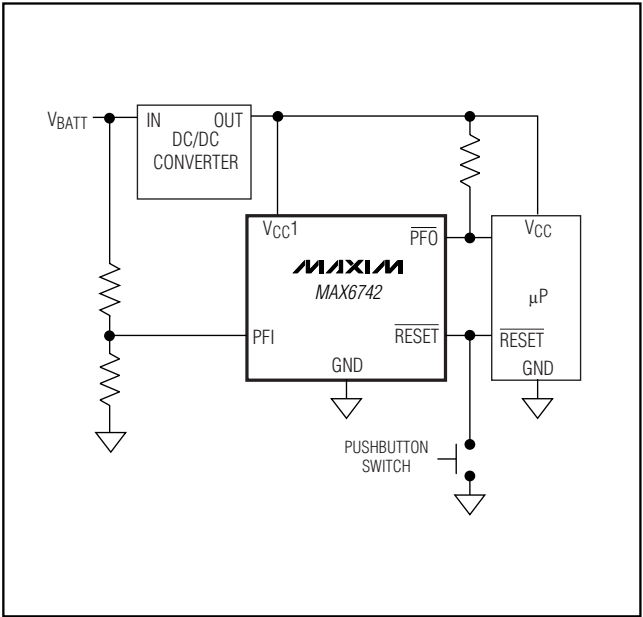 VBATT
IN OUT
DC/DC
CONVERTER
VCC1
PFO
VCC
MAXIM
MAX6742
μP
PFI
RESET
RESET
GND
GND
PUSHBUTTON
SWITCH